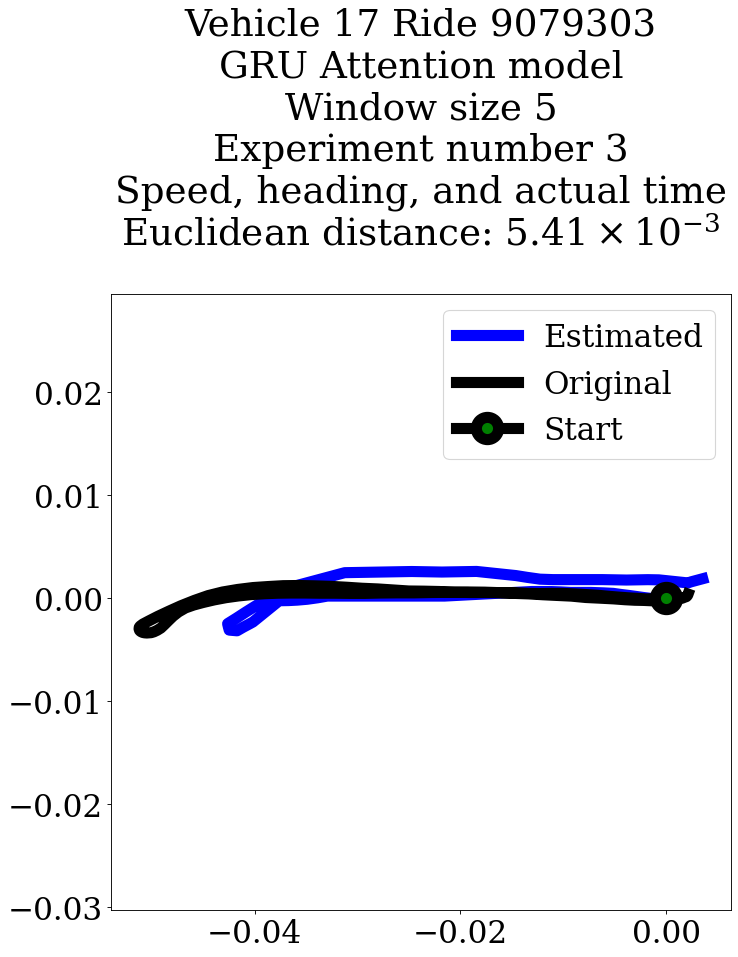 Vehicle 17 Ride 9079303
GRU Attention model
Window size 5
Experiment number 3
Speed, heading, and actual time
Euclidean distance: 5.41 × 10⁻³
Estimated
Original
Start
0.02
0.01
0.00
−0.01
−0.02
−0.03
−0.04
−0.02
0.00